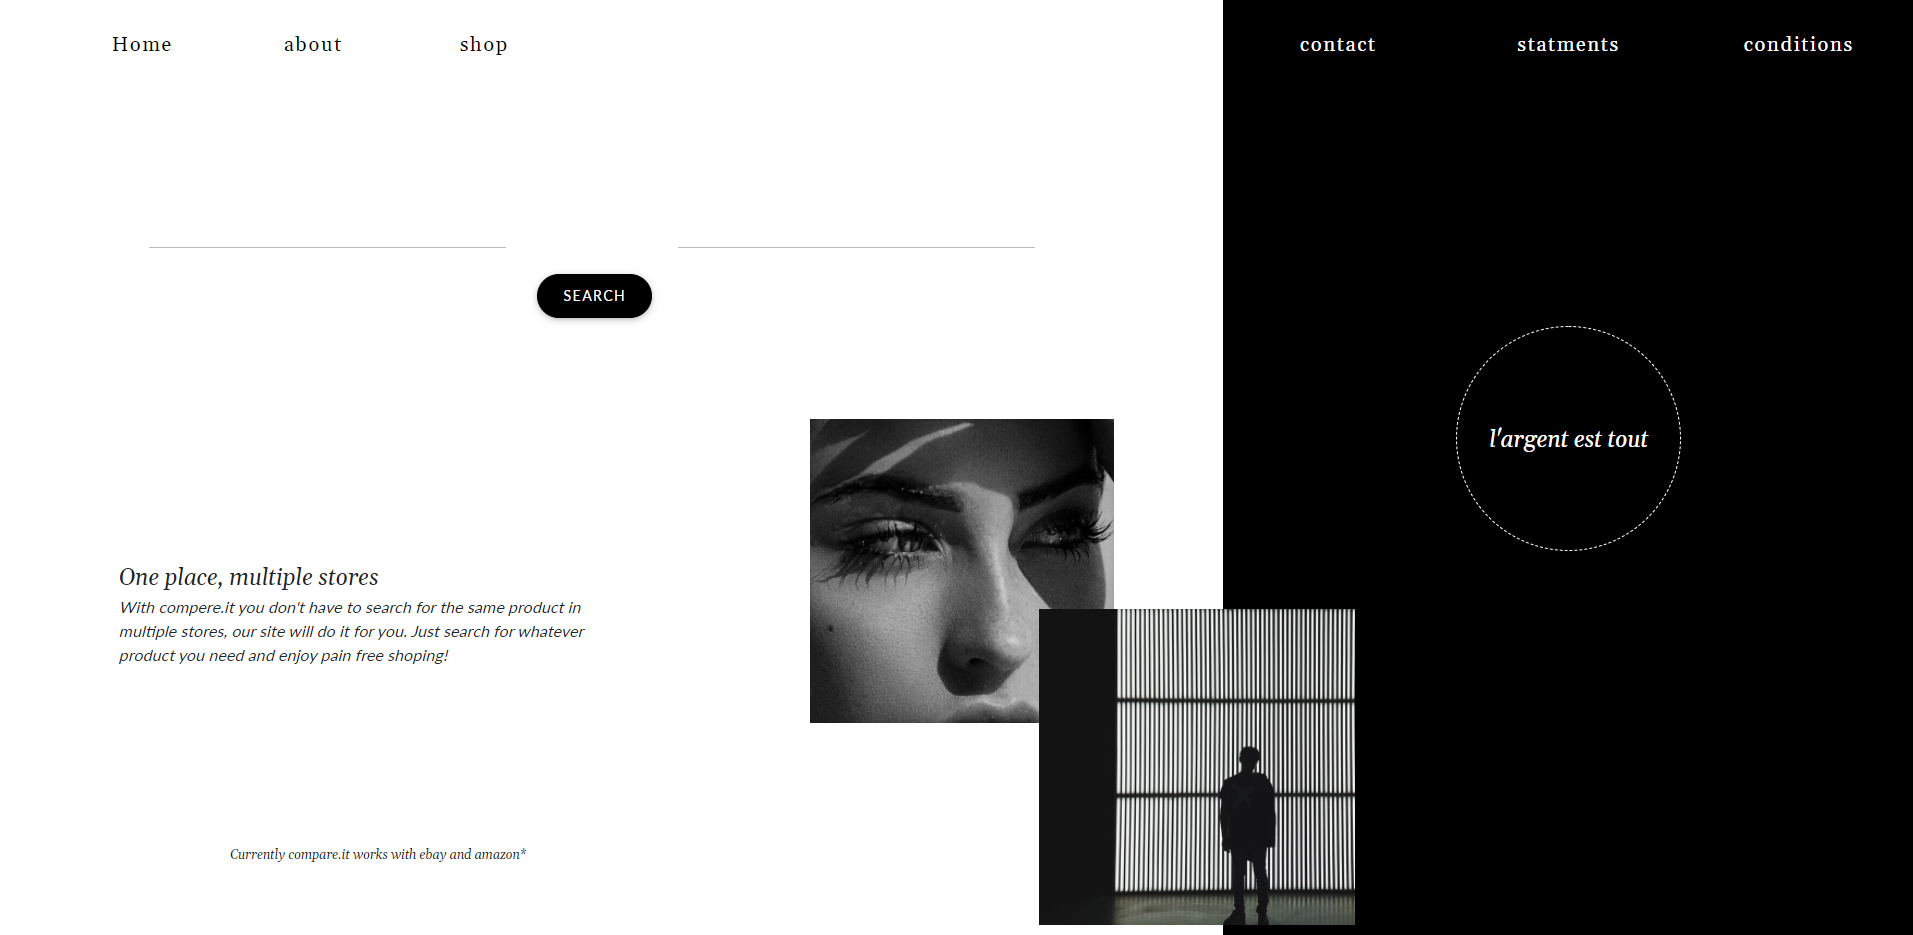 Home about shop contact statments conditions
SEARCH
l'argent est tout
One place, multiple stores
With compere.it you don't have to search for the same product in
multiple stores, our site will do it for you. Just search for whatever
product you need and enjoy pain free shoping!
Currently compare.it works with ebay and amazon*